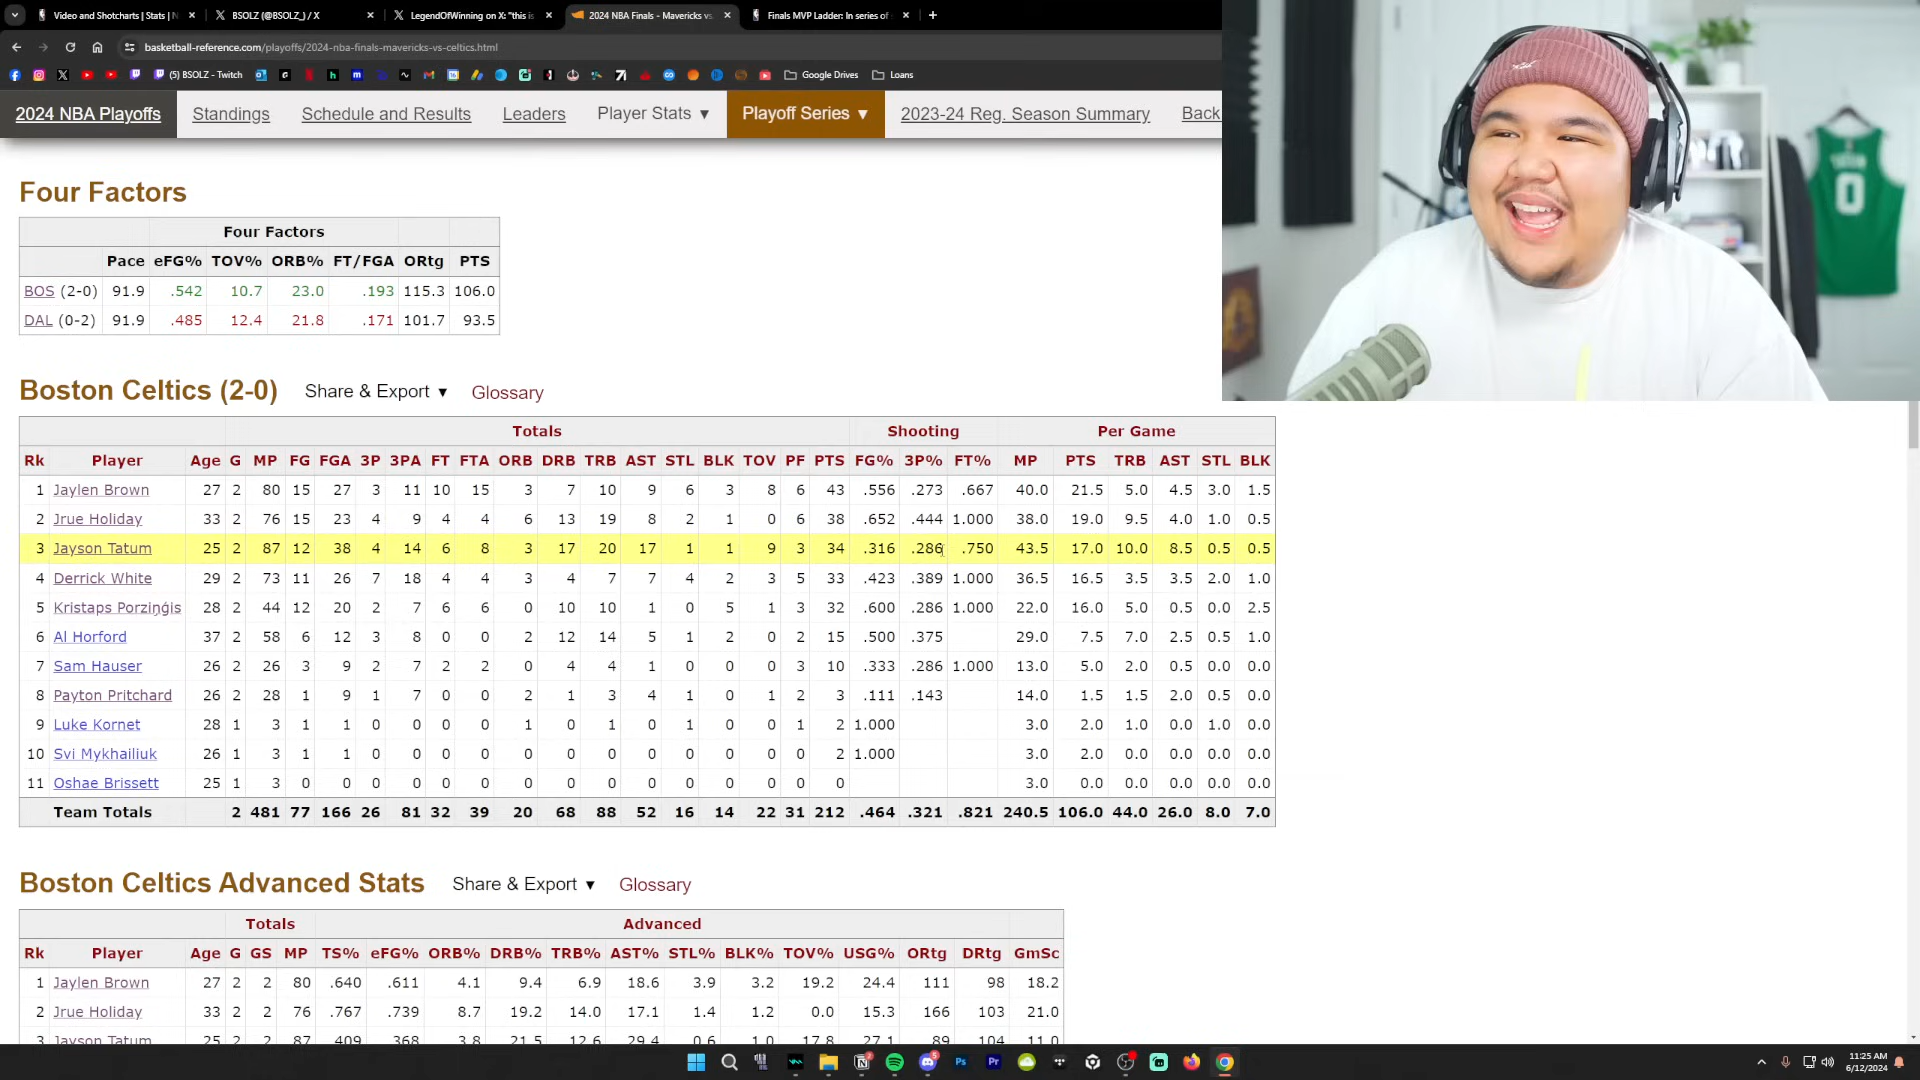 Video and Shotcharts | Stats | N
BSOLZ (@BSOLZ_) / X
LegendOfWinning on X: "this is
2024 NBA Finals - Mavericks vs.
Finals MVP Ladder: In series of
basketball-reference.com/playoffs/2024-nba-finals-mavericks-vs-celtics.html
(5) BSOLZ - Twitch
Google Drives
Loans
2024 NBA Playoffs Standings Schedule and Results Leaders Player Stats ▼ Playoff Series ▼ 2023-24 Reg. Season Summary Back
0
Four Factors
Four Factors
Pace eFG% TOV% ORB% FT/FGA ORtg PTS
BOS (2-0) 91.9 .542 10.7 23.0 .193 115.3 106.0
DAL (0-2) 91.9 .485 12.4 21.8 .171 101.7 93.5
Boston Celtics (2-0) Share & Export ▼ Glossary
Totals Shooting Per Game
Rk Player Age G MP FG FGA 3P 3PA FT FTA ORB DRB TRB AST STL BLK TOV PF PTS FG% 3P% FT% MP PTS TRB AST STL BLK
1 Jaylen Brown 27 2 80 15 27 3 11 10 15 3 7 10 9 6 3 8 6 43 .556 .273 .667 40.0 21.5 5.0 4.5 3.0 1.5
2 Jrue Holiday 33 2 76 15 23 4 9 4 4 6 13 19 8 2 1 0 6 38 .652 .444 1.000 38.0 19.0 9.5 4.0 1.0 0.5
3 Jayson Tatum 25 2 87 12 38 4 14 6 8 3 17 20 17 1 1 9 3 34 .316 .286 .750 43.5 17.0 10.0 8.5 0.5 0.5
4 Derrick White 29 2 73 11 26 7 18 4 4 3 4 7 7 4 2 3 5 33 .423 .389 1.000 36.5 16.5 3.5 3.5 2.0 1.0
5 Kristaps Porziņģis 28 2 44 12 20 2 7 6 6 0 10 10 1 0 5 1 3 32 .600 .286 1.000 22.0 16.0 5.0 0.5 0.0 2.5
6 Al Horford 37 2 58 6 12 3 8 0 0 2 12 14 5 1 2 0 2 15 .500 .375 29.0 7.5 7.0 2.5 0.5 1.0
7 Sam Hauser 26 2 26 3 9 2 7 2 2 0 4 4 1 0 0 0 3 10 .333 .286 1.000 13.0 5.0 2.0 0.5 0.0 0.0
8 Payton Pritchard 26 2 28 1 9 1 7 0 0 2 1 3 4 1 0 1 2 3 .111 .143 14.0 1.5 1.5 2.0 0.5 0.0
9 Luke Kornet 28 1 3 1 1 0 0 0 0 1 0 1 0 1 0 0 1 2 1.000 3.0 2.0 1.0 0.0 1.0 0.0
10 Svi Mykhailiuk 26 1 3 1 1 0 0 0 0 0 0 0 0 0 0 0 0 2 1.000 3.0 2.0 0.0 0.0 0.0 0.0
11 Oshae Brissett 25 1 3 0 0 0 0 0 0 0 0 0 0 0 0 0 0 0 3.0 0.0 0.0 0.0 0.0 0.0
Team Totals 2 481 77 166 26 81 32 39 20 68 88 52 16 14 22 31 212 .464 .321 .821 240.5 106.0 44.0 26.0 8.0 7.0
Boston Celtics Advanced Stats Share & Export ▼ Glossary
Totals Advanced
Rk Player Age G GS MP TS% eFG% ORB% DRB% TRB% AST% STL% BLK% TOV% USG% ORtg DRtg GmSc
1 Jaylen Brown 27 2 2 80 .640 .611 4.1 9.4 6.9 18.6 3.9 3.2 19.2 24.4 111 98 18.2
2 Jrue Holiday 33 2 2 76 .767 .739 8.7 19.2 14.0 17.1 1.4 1.2 0.0 15.3 166 103 21.0
3 Jayson Tatum 25 2 2 87 .409 .368 3.8 21.5 12.6 29.4 0.6 1.0 17.8 27.1 89 104 11.0
11:25 AM
6/12/2024